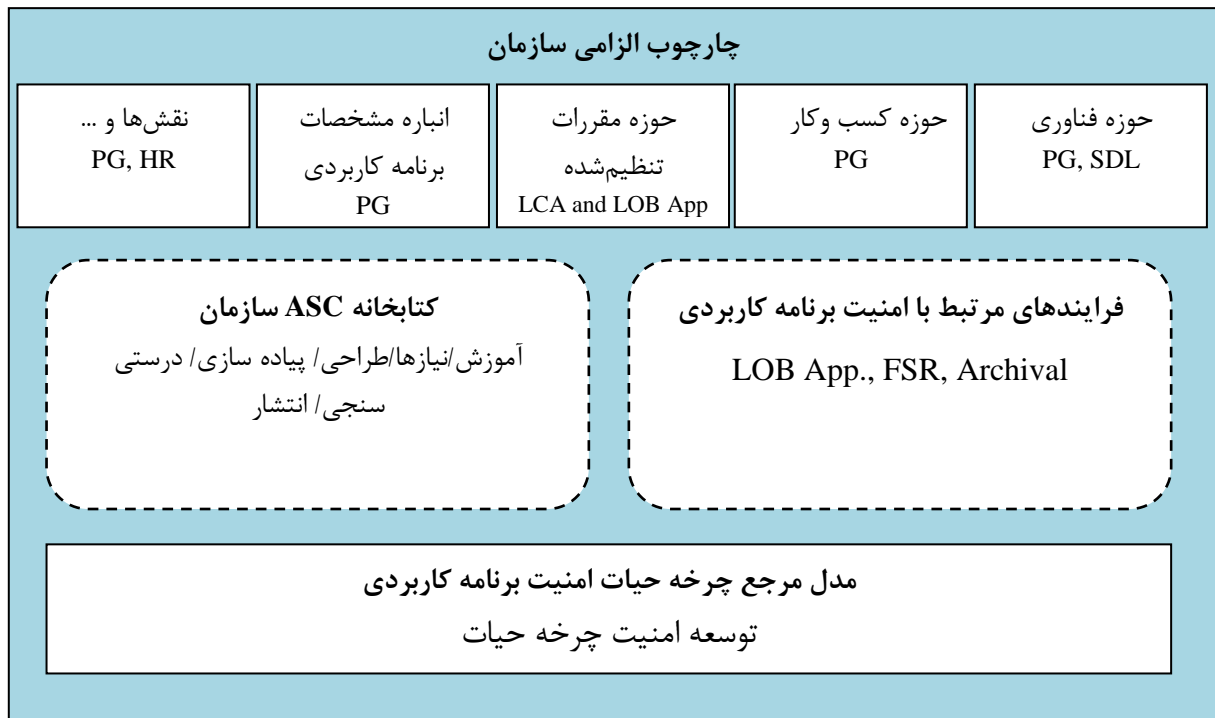 چارچوب الزامی سازمان
حوزه فناوری
PG, SDL
حوزه کسب وکار
PG
حوزه مقررات
تنظیم‌شده
LCA and LOB App
انباره مشخصات
برنامه کاربردی
PG
نقش‌ها و ...
PG, HR
فرایندهای مرتبط با امنیت برنامه کاربردی
LOB App., FSR, Archival
کتابخانه ASC سازمان
آموزش/نیازها/طراحی/ پیاده سازی/ درستی
سنجی/ انتشار
مدل مرجع چرخه حیات امنیت برنامه کاربردی
توسعه امنیت چرخه حیات